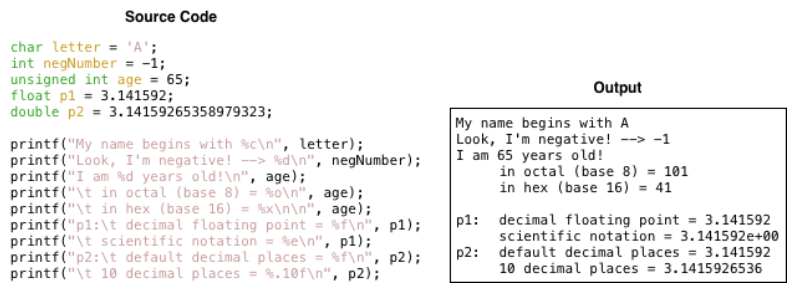 Source Code
char letter = 'A';
int negNumber = -1;
unsigned int age = 65;
float p1 = 3.141592;
double p2 = 3.14159265358979323;
printf("My name begins with %c\n", letter);
printf("Look, I'm negative! --> %d\n", negNumber);
printf("I am %d years old!\n", age);
printf("\t in octal (base 8) = %o\n", age);
printf("\t in hex (base 16) = %x\n\n", age);
printf("p1:\t decimal floating point = %f\n", p1);
printf("\t scientific notation = %e\n", p1);
printf("p2:\t default decimal places = %f\n", p2);
printf("\t 10 decimal places = %.10f\n", p2);
Output
My name begins with A
Look, I'm negative! --> -1
I am 65 years old!
in octal (base 8) = 101
in hex (base 16) = 41
p1: decimal floating point = 3.141592
scientific notation = 3.141592e+00
p2: default decimal places = 3.141592
10 decimal places = 3.1415926536